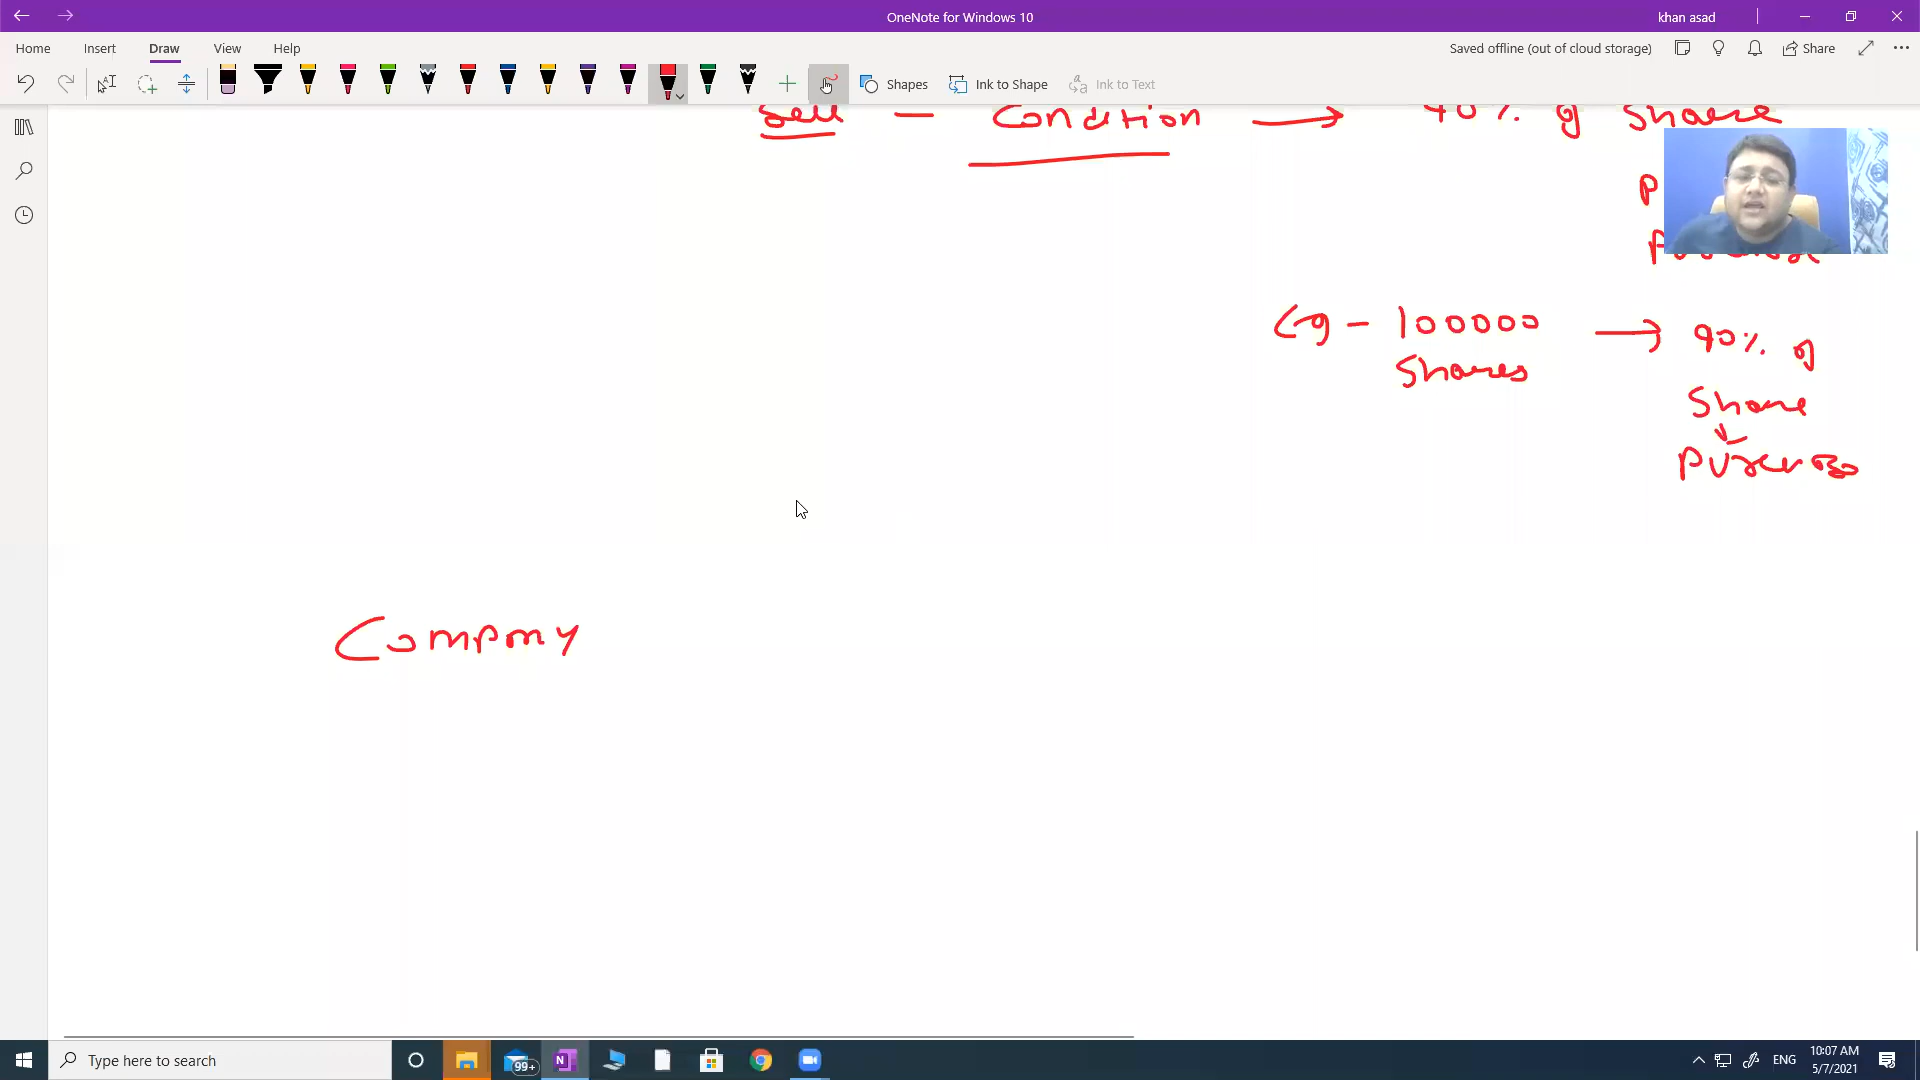 OneNote for Windows 10
khan asad
Home Insert Draw View Help
Saved offline (out of cloud storage)
Share
Shapes
Ink to Shape
Ink to Text
Sell — Condition → 90% of Share
P
Eg - 100000 → 90% of
Shares
Share
Company
Type here to search
99+
ENG
10:07 AM
5/7/2021